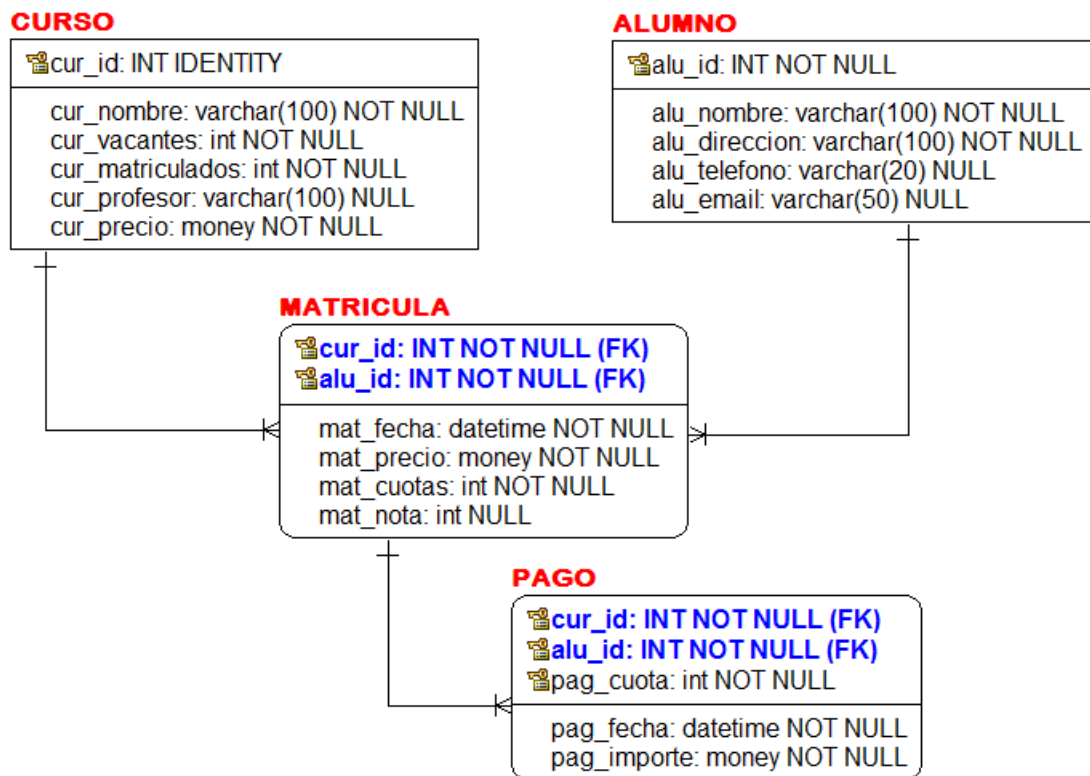 CURSO
cur_id: INT IDENTITY
cur_nombre: varchar(100) NOT NULL
cur_vacantes: int NOT NULL
cur_matriculados: int NOT NULL
cur_profesor: varchar(100) NULL
cur_precio: money NOT NULL
ALUMNO
alu_id: INT NOT NULL
alu_nombre: varchar(100) NOT NULL
alu_direccion: varchar(100) NOT NULL
alu_telefono: varchar(20) NULL
alu_email: varchar(50) NULL
MATRICULA
cur_id: INT NOT NULL (FK)
alu_id: INT NOT NULL (FK)
mat_fecha: datetime NOT NULL
mat_precio: money NOT NULL
mat_cuotas: int NOT NULL
mat_nota: int NULL
PAGO
cur_id: INT NOT NULL (FK)
alu_id: INT NOT NULL (FK)
pag_cuota: int NOT NULL
pag_fecha: datetime NOT NULL
pag_importe: money NOT NULL